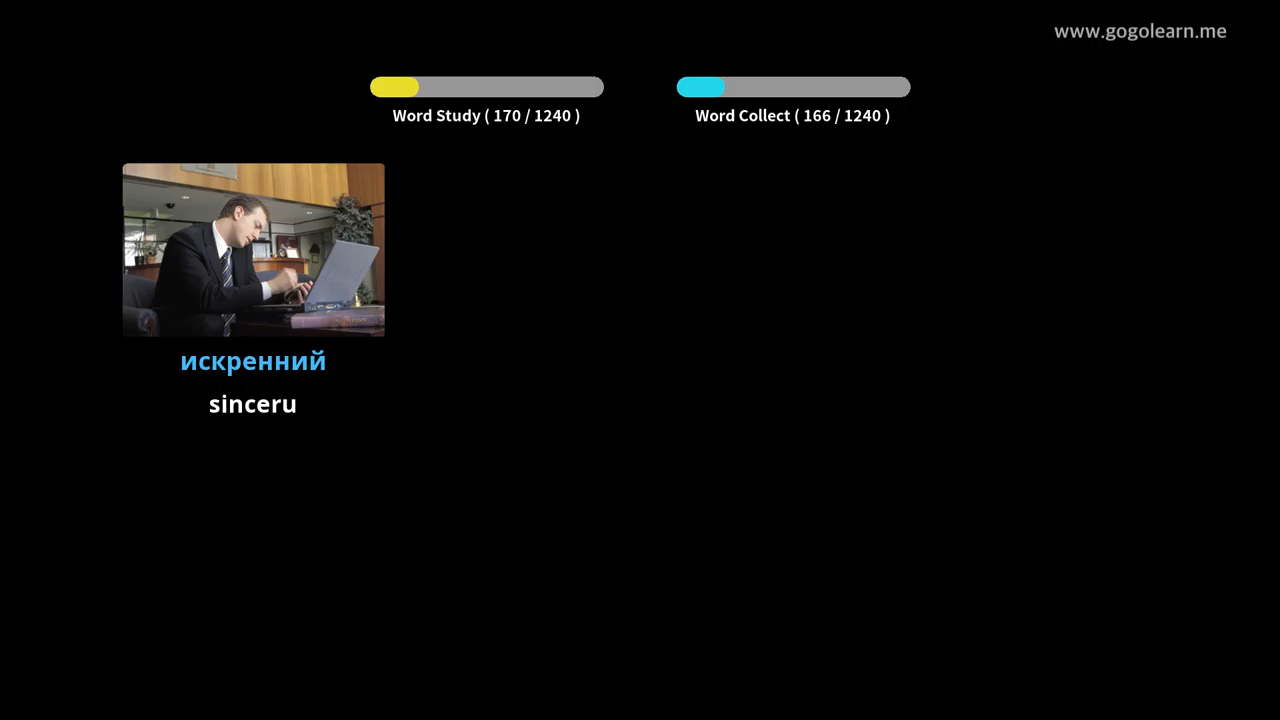 www.gogolearn.me
Word Study ( 170 / 1240 )
Word Collect ( 166 / 1240 )
искренний
sinceru